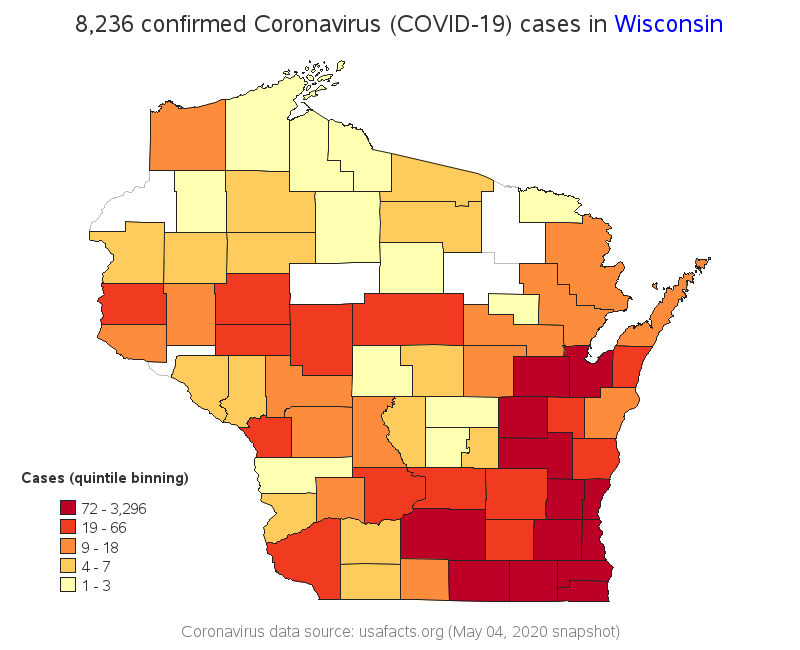 8,236 confirmed Coronavirus (COVID-19) cases in Wisconsin
Cases (quintile binning)
72 - 3,296
19 - 66
9 - 18
4 - 7
1 - 3
Coronavirus data source: usafacts.org (May 04, 2020 snapshot)